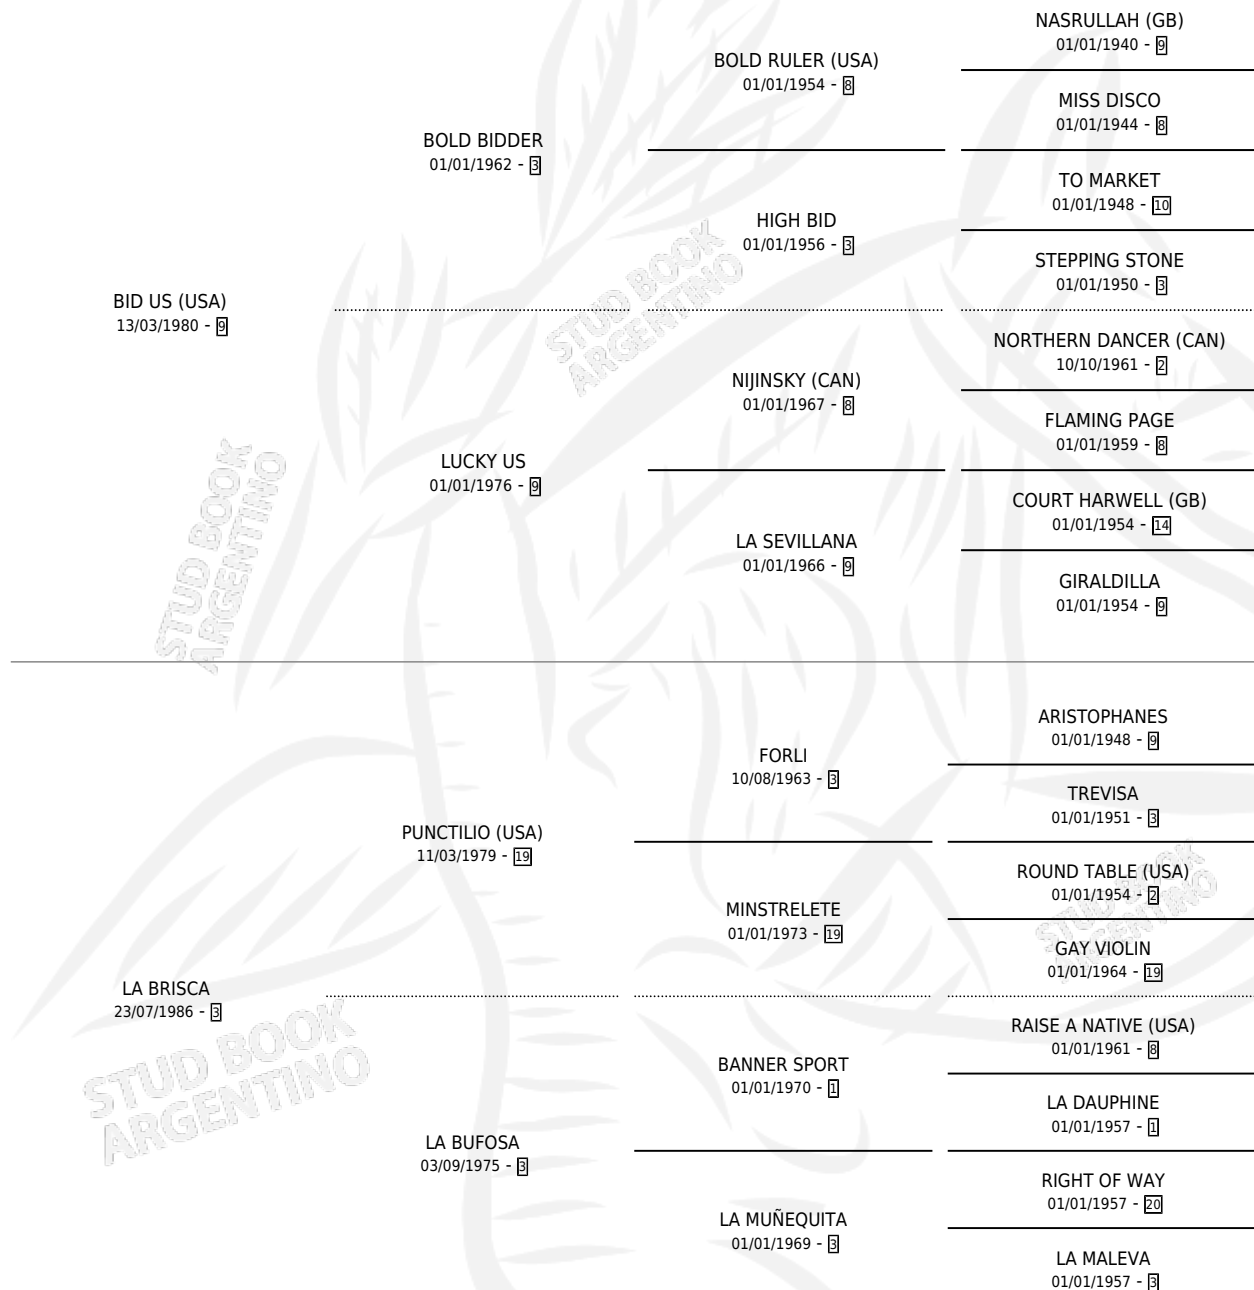 NASRULLAH (GB)
01/01/1940 - 9
BOLD RULER (USA)
01/01/1954 - 8
MISS DISCO
01/01/1944 - 8
BOLD BIDDER
01/01/1962 - 3
TO MARKET
01/01/1948 - 10
HIGH BID
01/01/1956 - 3
STEPPING STONE
01/01/1950 - 3
BID US (USA)
13/03/1980 - 9
NORTHERN DANCER (CAN)
10/10/1961 - 2
NIJINSKY (CAN)
01/01/1967 - 8
FLAMING PAGE
01/01/1959 - 8
LUCKY US
01/01/1976 - 9
COURT HARWELL (GB)
01/01/1954 - 14
LA SEVILLANA
01/01/1966 - 9
GIRALDILLA
01/01/1954 - 9
ARISTOPHANES
01/01/1948 - 9
FORLI
10/08/1963 - 3
TREVISA
01/01/1951 - 3
PUNCTILIO (USA)
11/03/1979 - 19
ROUND TABLE (USA)
01/01/1954 - 2
MINSTRELETE
01/01/1973 - 19
GAY VIOLIN
01/01/1964 - 19
LA BRISCA
23/07/1986 - 3
RAISE A NATIVE (USA)
01/01/1961 - 8
BANNER SPORT
01/01/1970 - 1
LA DAUPHINE
01/01/1957 - 1
LA BUFOSA
03/09/1975 - 3
RIGHT OF WAY
01/01/1957 - 20
LA MUÑEQUITA
01/01/1969 - 3
LA MALEVA
01/01/1957 - 3
STUD BOOK
ARGENTINO
STUD BOOK
ARGENTINO
STUD BOOK
ARGENTINO
STUD BOOK
ARGENTINO